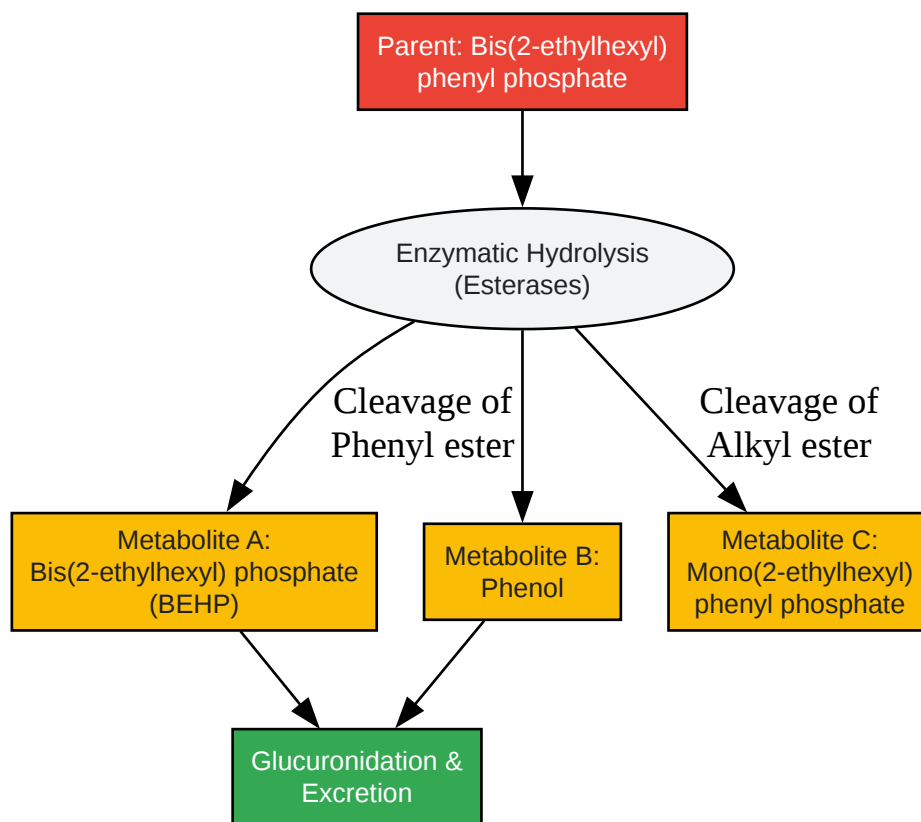 Parent: Bis(2-ethylhexyl)
phenyl phosphate
Enzymatic Hydrolysis
(Esterases)
Cleavage of
Phenyl ester
Cleavage of
Alkyl ester
Metabolite A:
Bis(2-ethylhexyl) phosphate
(BEHP)
Metabolite B:
Phenol
Metabolite C:
Mono(2-ethylhexyl)
phenyl phosphate
Glucuronidation &
Excretion